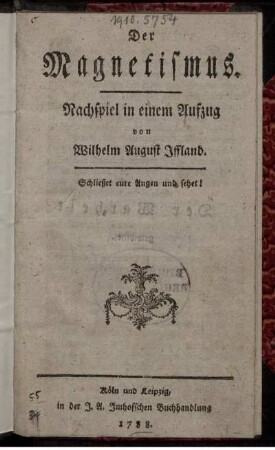 1910. 5754
Der
Magnetismus.
Nachspiel in einem Aufzug
von
Wilhelm August Iffland.
Schliesset eure Augen und sehet!
Köln und Leipzig,
in der J. A. Imhofschen Buchhandlung
1788.